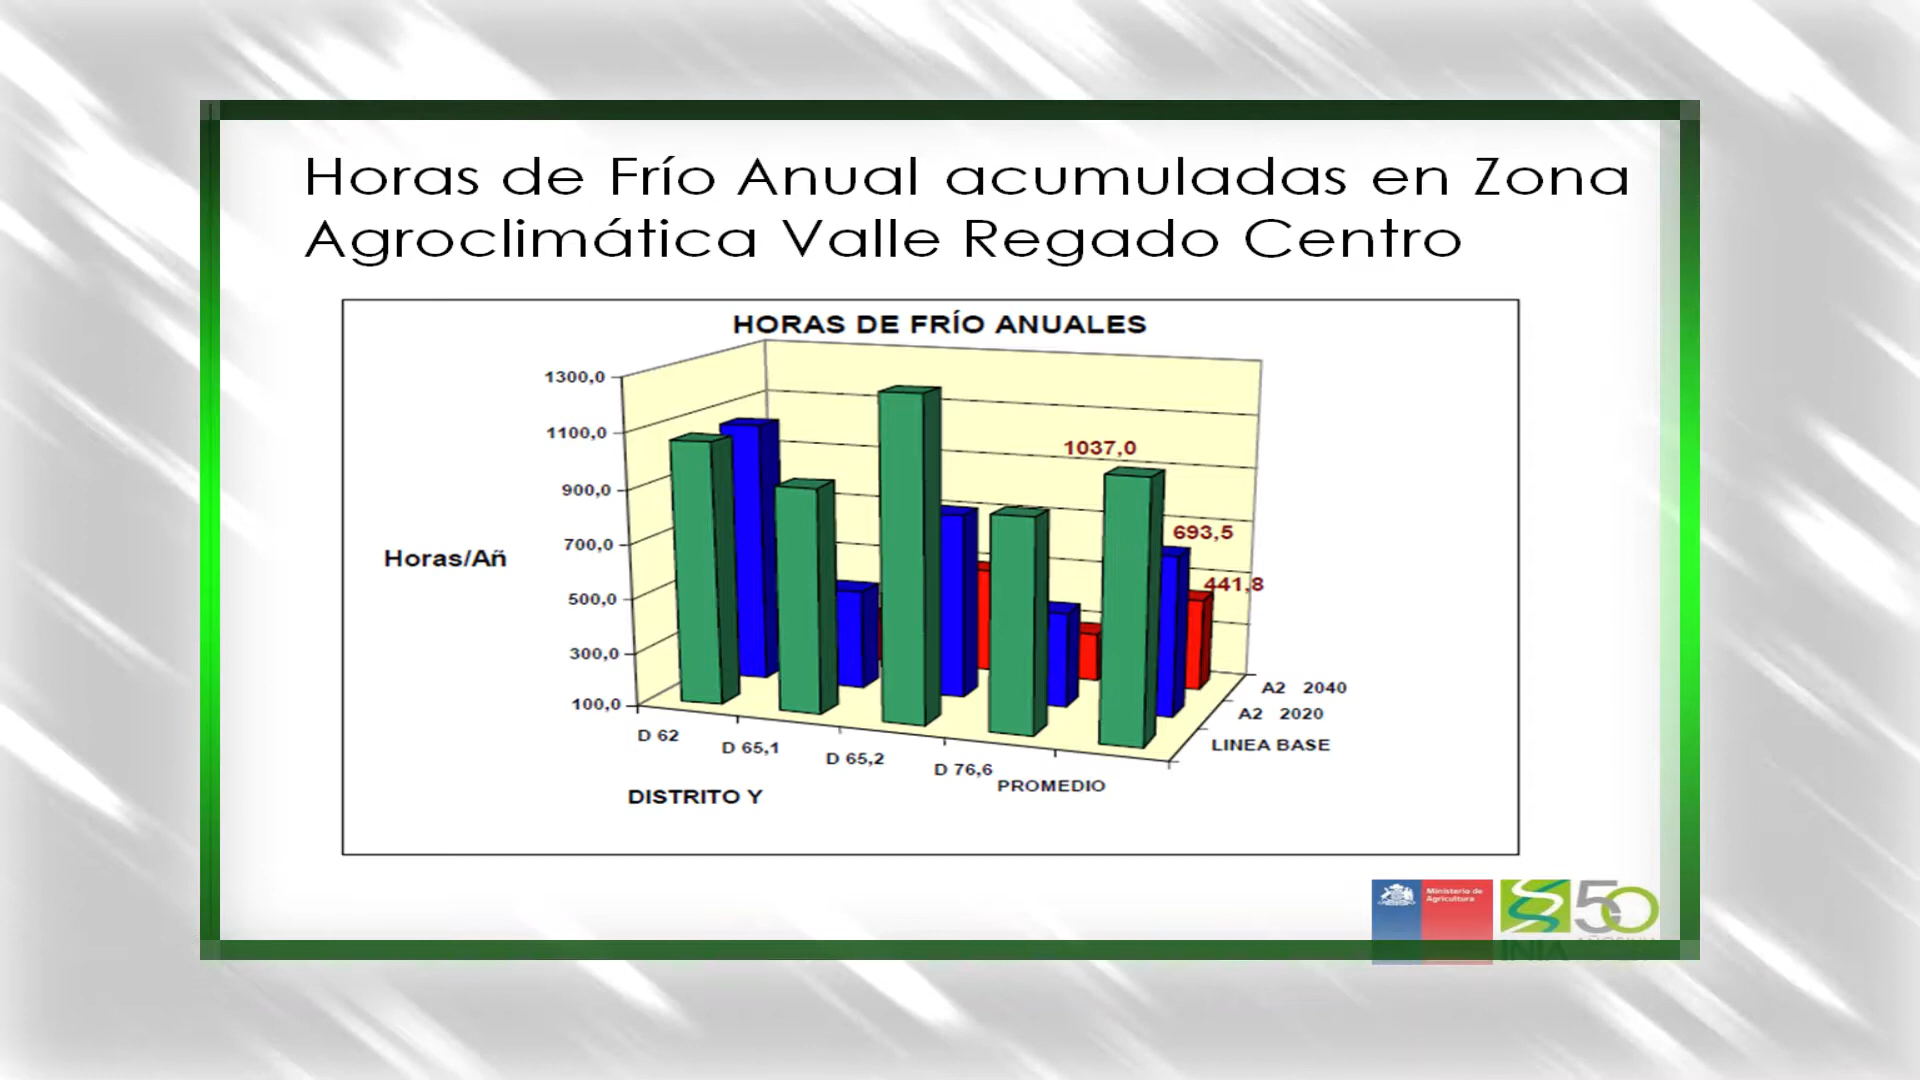 Horas de Frío Anual acumuladas en Zona
Agroclimática Valle Regado Centro
HORAS DE FRÍO ANUALES
1300,0
1100,0
900,0
700,0
500,0
300,0
100,0
Horas/Añ
1037,0
693,5
441,8
A2 2040
A2 2020
LINEA BASE
D 62
D 65,1
D 65,2
D 76,6
PROMEDIO
DISTRITO Y
Ministerio de
Agricultura
50
INIA